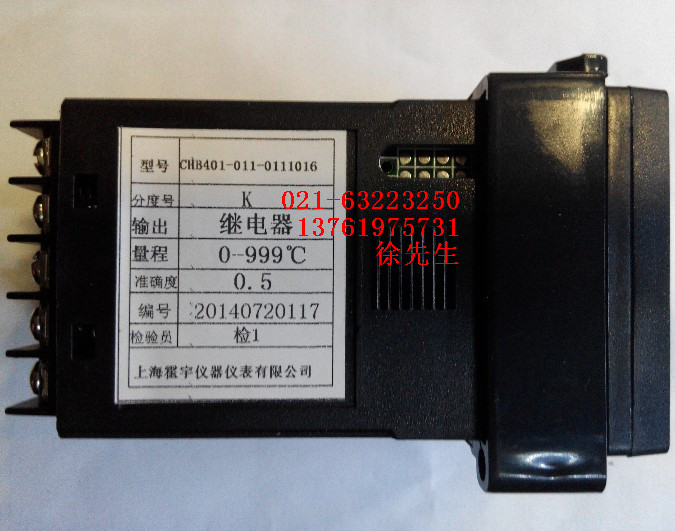 型号 CHB401-011-0111016
分度号 K
输出 继电器
量程 0--999℃
准确度 0.5
编号 20140720117
检验员 检1
上海霍宇仪器仪表有限公司
021-63223250
13761975731
徐先生